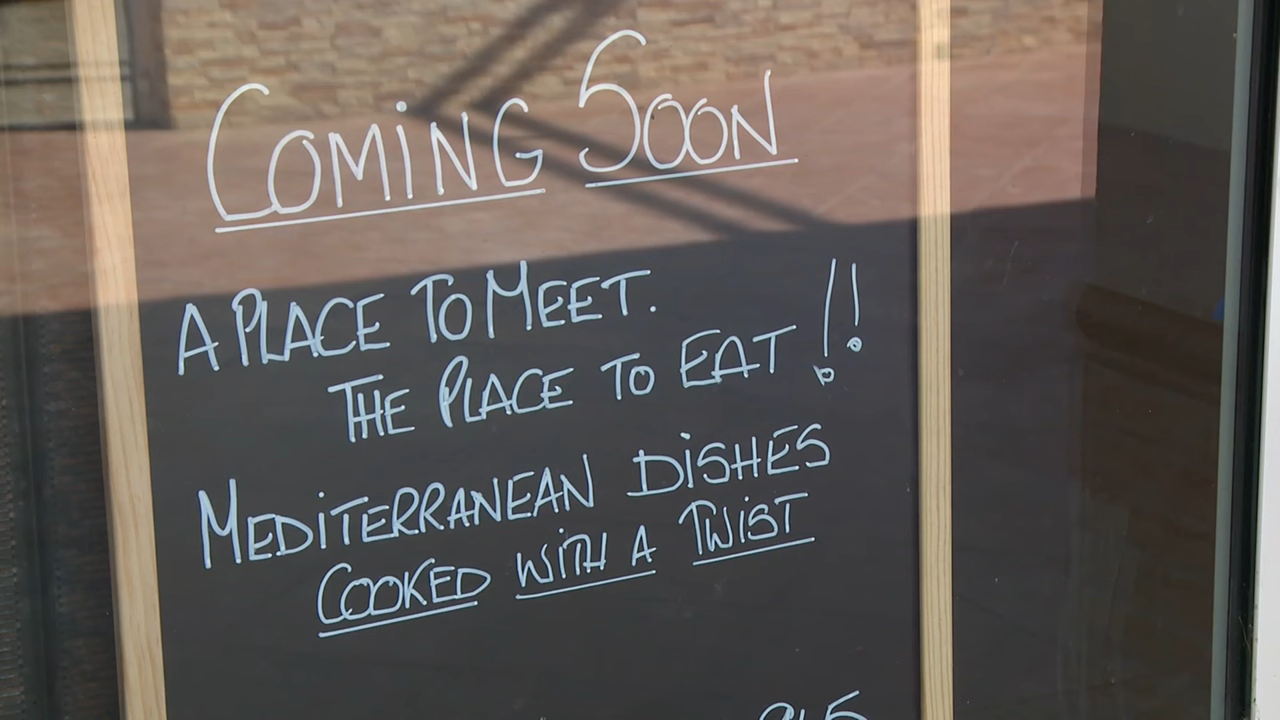 COMING SOON
A PLACE TO MEET.
THE PLACE TO EAT !!
MEDITERRANEAN DISHES
COOKED WITH A TWIST